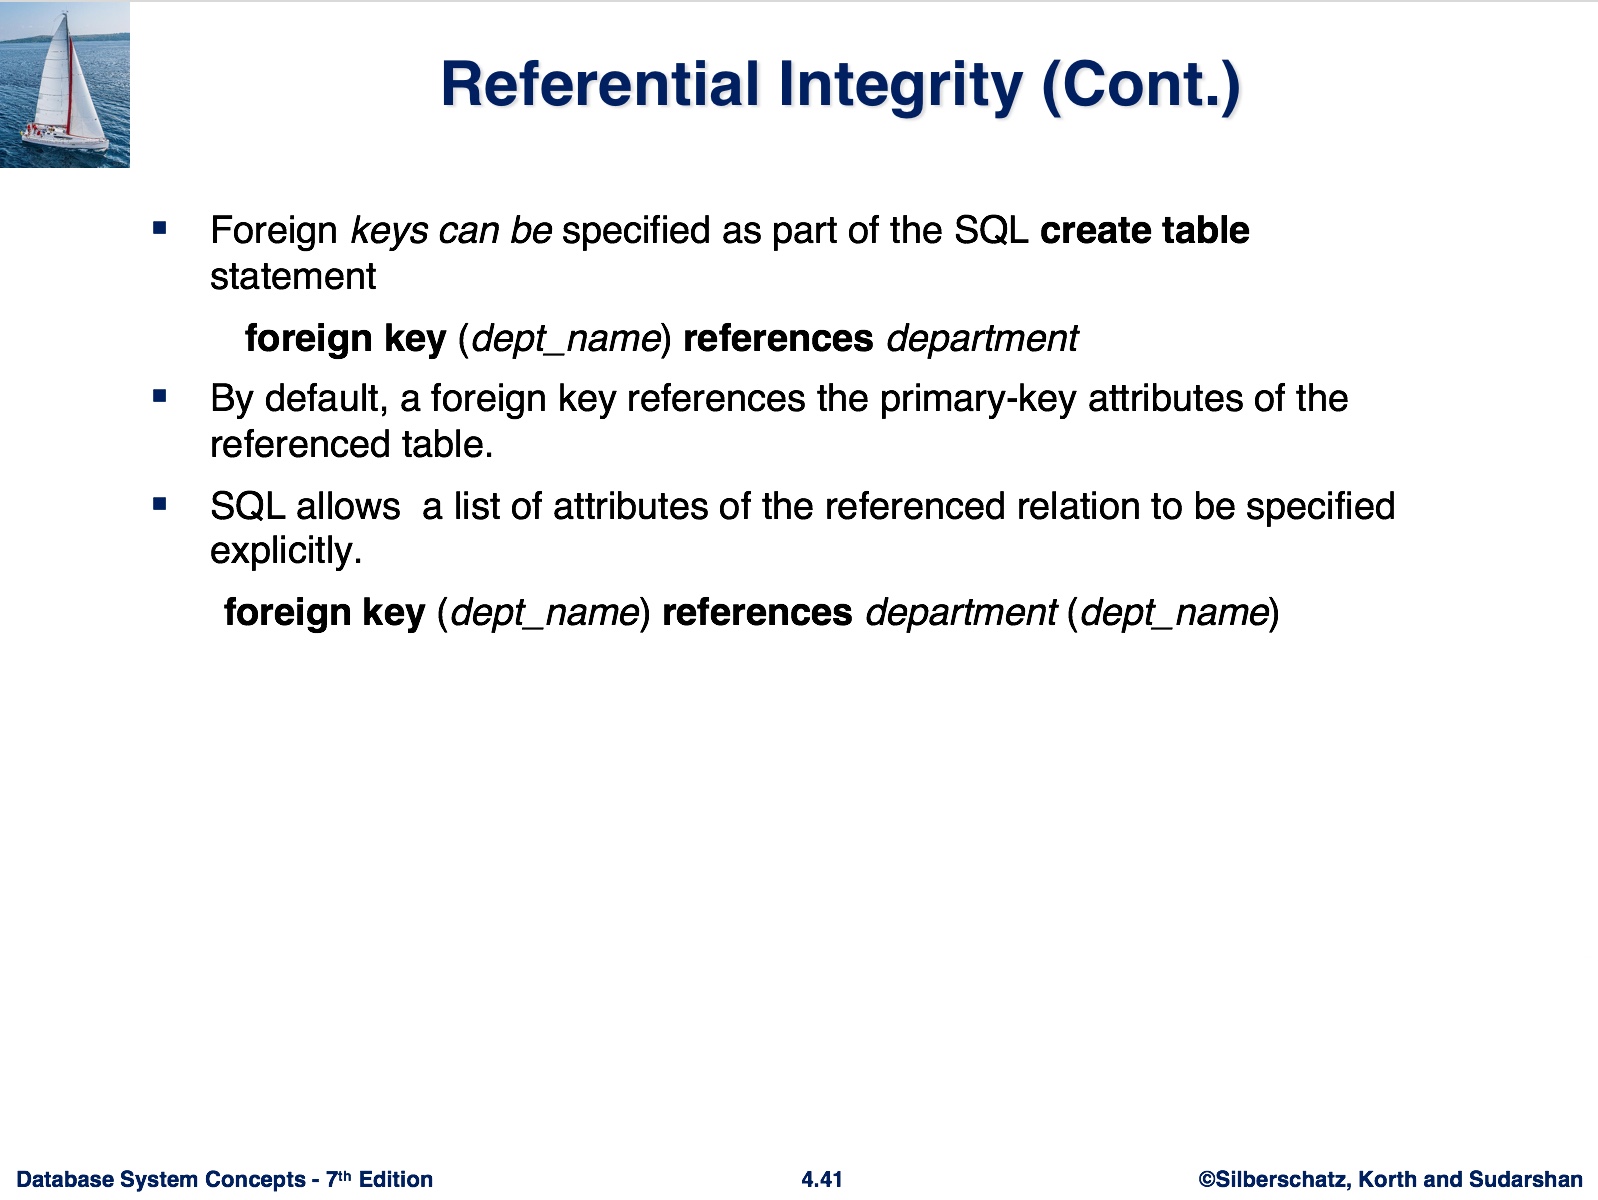 Referential Integrity (Cont.)
Foreign keys can be specified as part of the SQL create table
statement
foreign key (dept_name) references department
By default, a foreign key references the primary-key attributes of the
referenced table.
SQL allows  a list of attributes of the referenced relation to be specified
explicitly.
foreign key (dept_name) references department (dept_name)
Database System Concepts - 7th Edition
4.41
©Silberschatz, Korth and Sudarshan